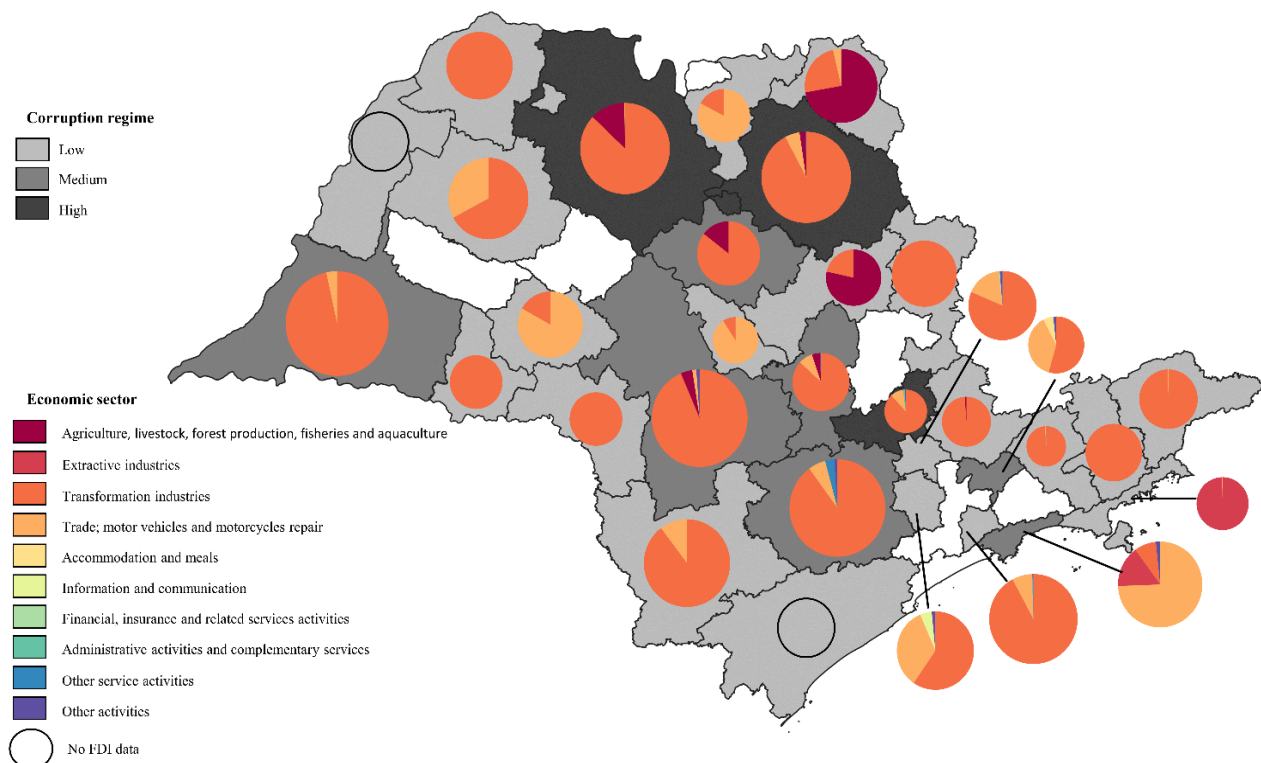 Corruption regime
Low
Medium
High
Economic sector
Agriculture, livestock, forest production, fisheries and aquaculture
Extractive industries
Transformation industries
Trade; motor vehicles and motorcycles repair
Accommodation and meals
Information and communication
Financial, insurance and related services activities
Administrative activities and complementary services
Other service activities
Other activities
No FDI data